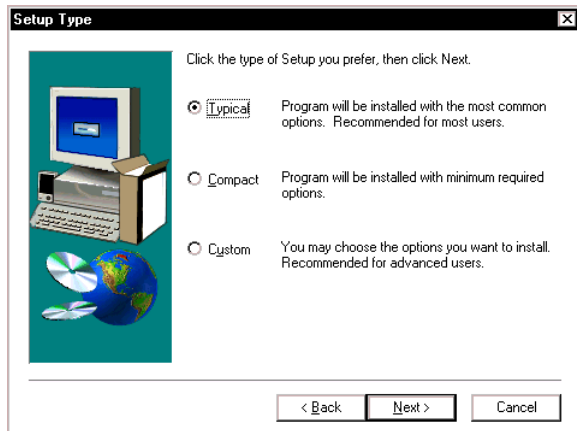 Setup Type
Click the type of Setup you prefer, then click Next.
Typical
Program will be installed with the most common
options. Recommended for most users.
Compact
Program will be installed with minimum required
options.
Custom
You may choose the options you want to install.
Recommended for advanced users.
< Back
Next >
Cancel